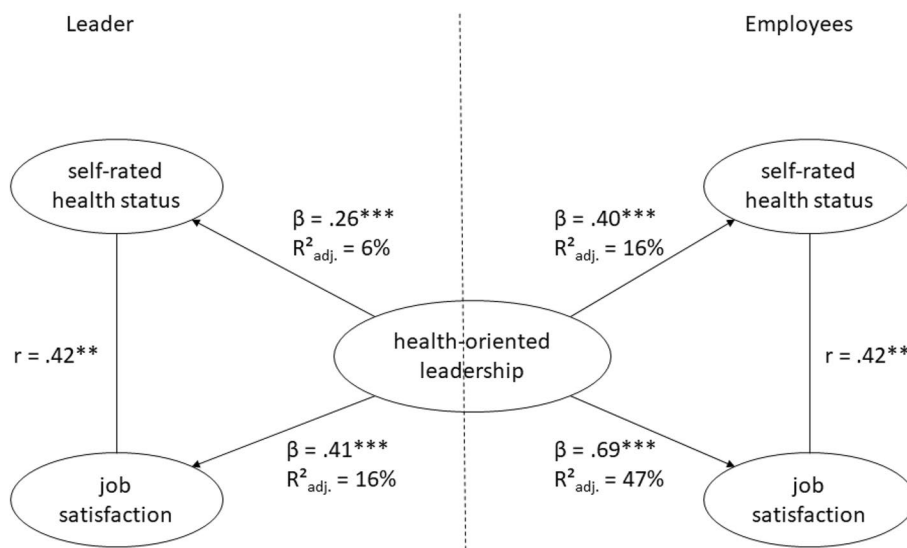 Leader
Employees
self-rated
health status
self-rated
health status
β = .26***
R²adj. = 6%
β = .40***
R²adj. = 16%
health-oriented
leadership
r = .42**
r = .42**
β = .41***
R²adj. = 16%
β = .69***
R²adj. = 47%
job
satisfaction
job
satisfaction